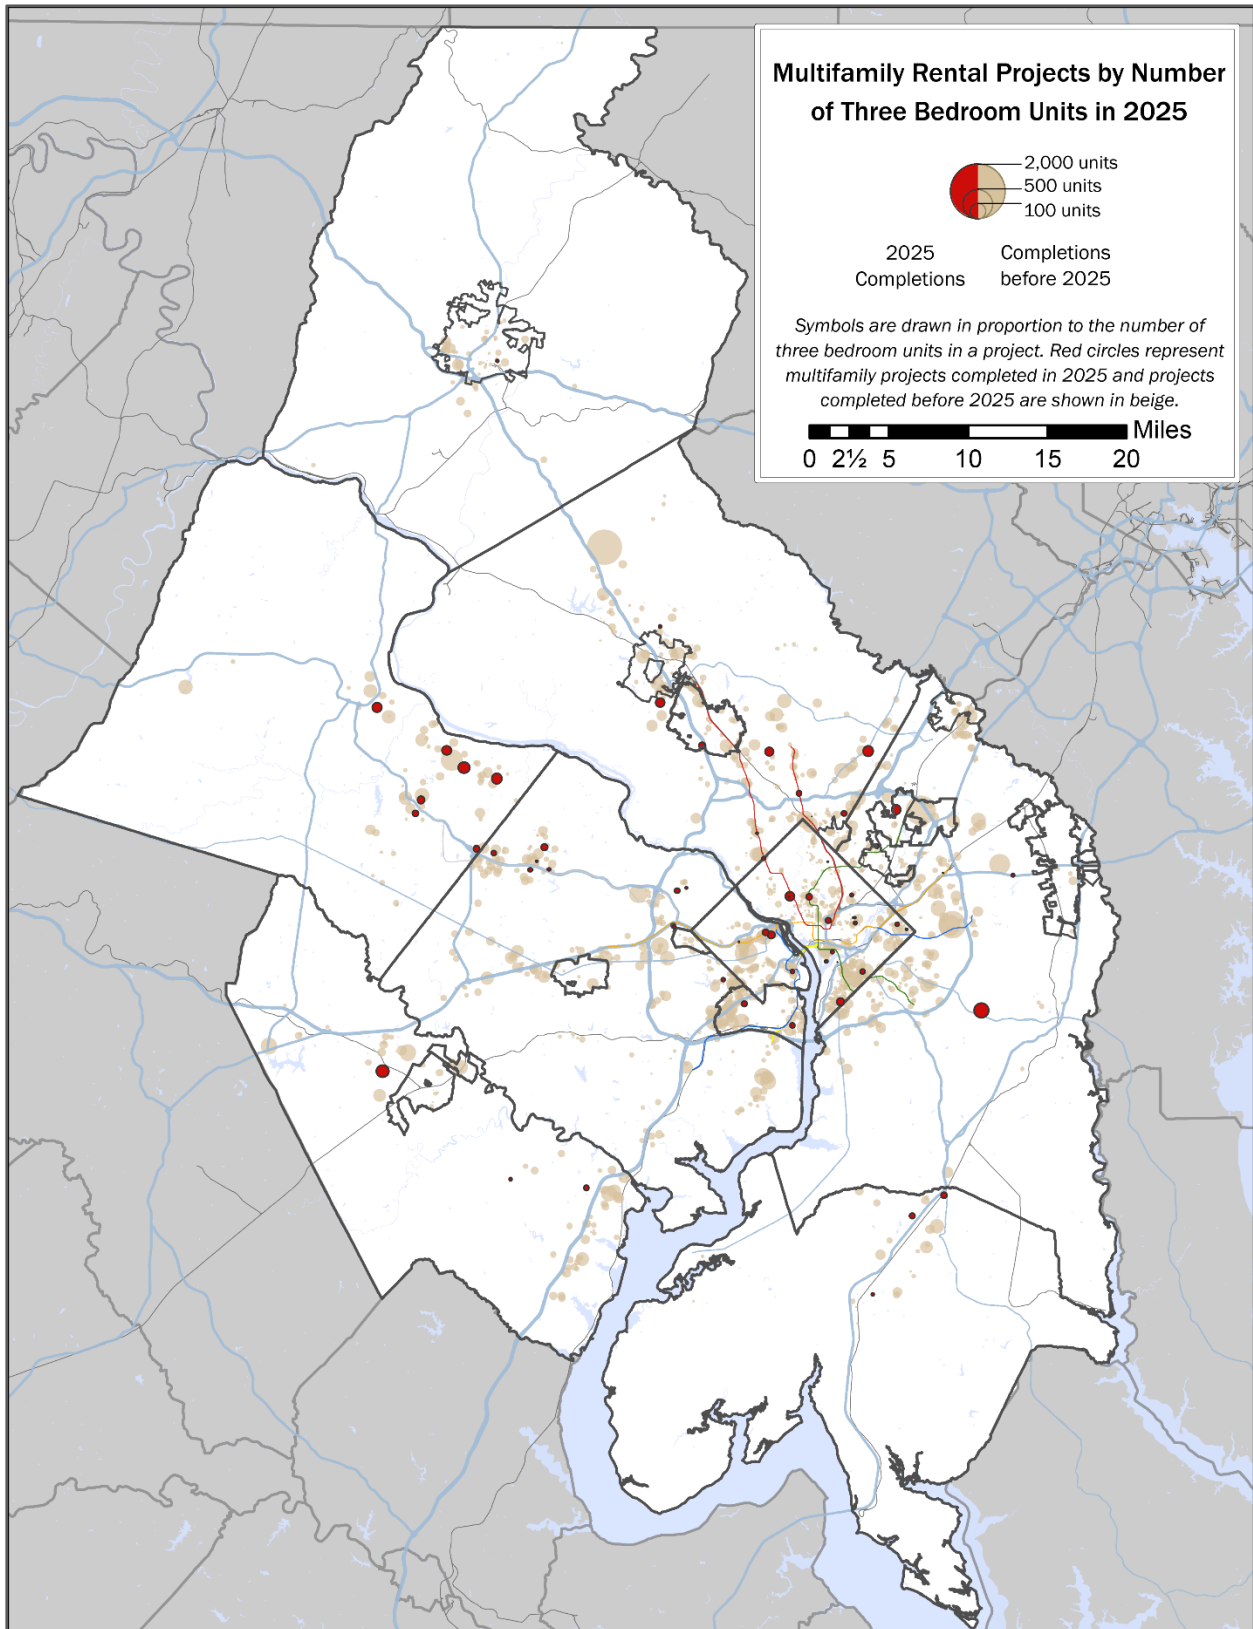 Multifamily Rental Projects by Number
of Three Bedroom Units in 2025
2,000 units
500 units
100 units
2025
Completions
Completions
before 2025
Symbols are drawn in proportion to the number of
three bedroom units in a project. Red circles represent
multifamily projects completed in 2025 and projects
completed before 2025 are shown in beige.
Miles
0 2½ 5 10 15 20